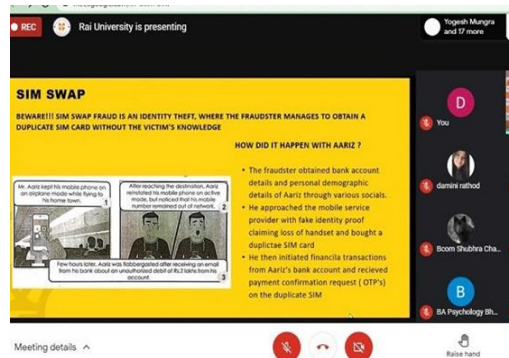 REC
Rai University is presenting
Yogesh Mungra
and 17 more
SIM SWAP
BEWARE!!! SIM SWAP FRAUD IS AN IDENTITY THEFT, WHERE THE FRAUDSTER MANAGES TO OBTAIN A
DUPLICATE SIM CARD WITHOUT THE VICTIM'S KNOWLEDGE
HOW DID IT HAPPEN WITH AARIZ ?
• The fraudster obtained bank account
details and personal demographic
details of Aariz through various socials.
• He approached the mobile service
provider with fake identity proof
claiming loss of handset and bought a
duplictae SIM card
• He then initiated financila transactions
from Aariz's bank account and recieved
payment confirmation request ( OTP's)
on the duplicate SIM
Mr. Aariz kept his mobile phone on
an airplane mode while flying to
his home town.
1
After reaching the destination, Aariz
reinstated his mobile phone on active
mode, but noticed that his mobile
number remained out of network.
2
Few hours later, Aariz was flabbergasted after receiving an email
from his bank about an unauthorized debit of Rs.2 lakhs from his
account.
3
D
You
damini rathod
Bcom Shubhra Cha...
B
BA Psychology Bh...
Meeting details
Raise hand